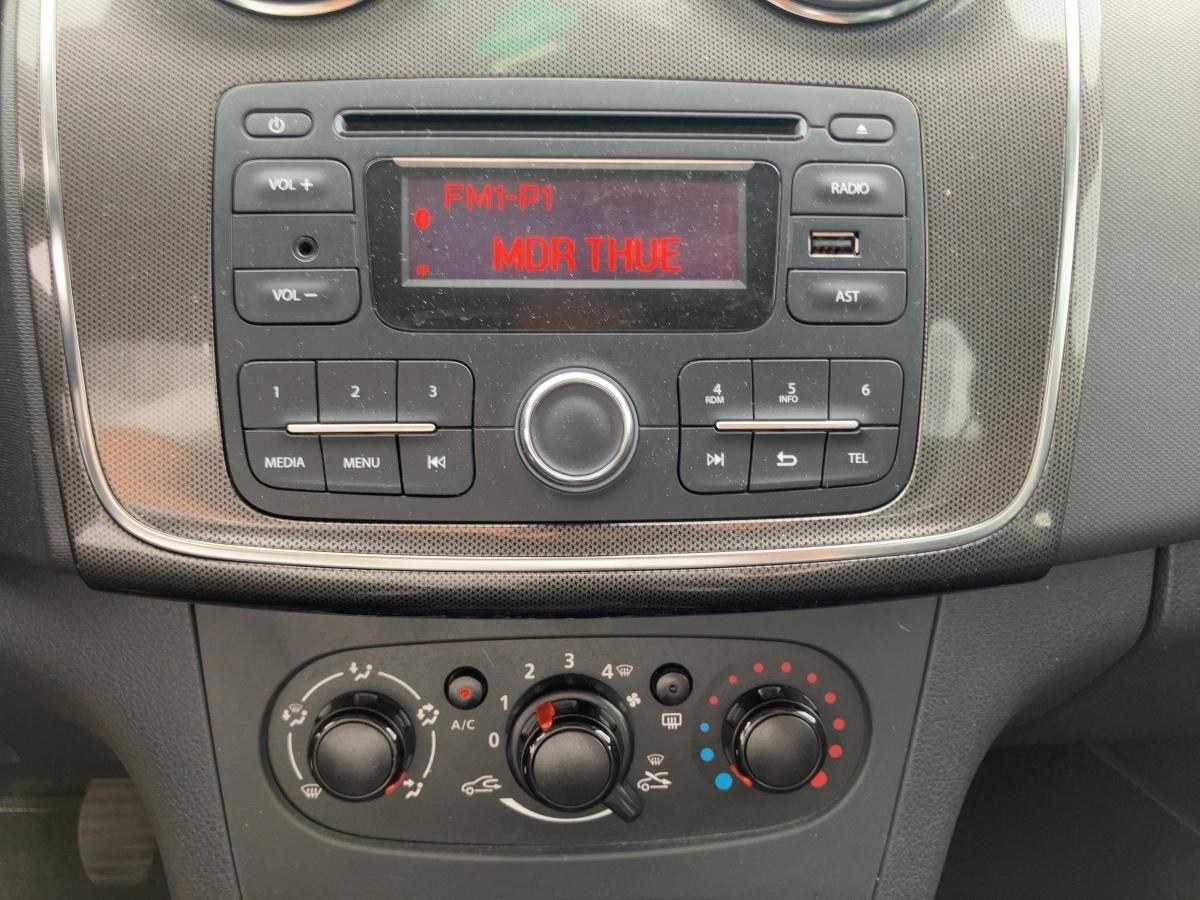 VOL +
FM1-P1
RADIO
MDR THUE
VOL −
AST
1 2 3
4 5 6
RDM INFO
MEDIA MENU
TEL
0 1 2 3 4
A/C